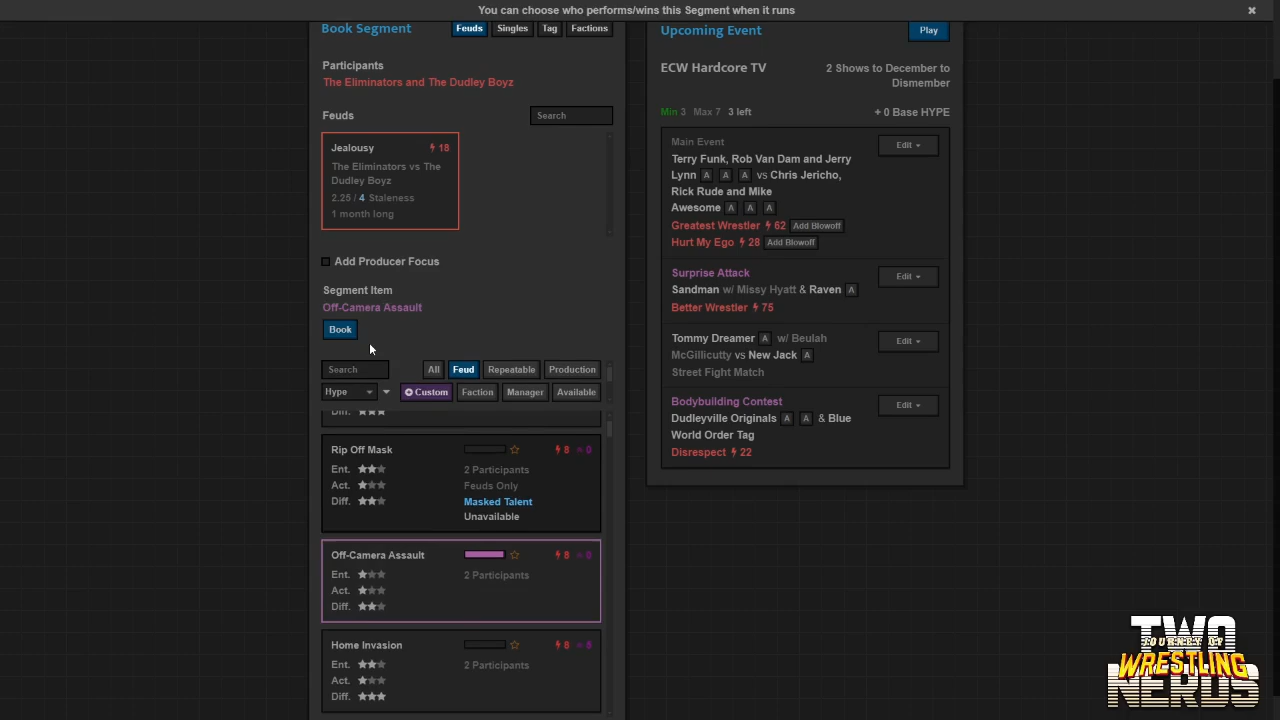 You can choose who performs/wins this Segment when it runs
Book Segment Feuds Singles Tag Factions
Participants
The Eliminators and The Dudley Boyz
Feuds Search
Jealousy 18
The Eliminators vs The
Dudley Boyz
2.25 / 4 Staleness
1 month long
Add Producer Focus
Segment Item
Off-Camera Assault
Book
Search All Feud Repeatable Production
Hype Custom Faction Manager Available
Diff.
Rip Off Mask 8 0
Ent. 2 Participants
Act. Feuds Only
Diff. Masked Talent
Unavailable
Off-Camera Assault 8 0
Ent. 2 Participants
Act.
Diff.
Home Invasion 8 0
Ent. 2 Participants
Act.
Diff.
Upcoming Event Play
ECW Hardcore TV 2 Shows to December to
Dismember
Min 3 Max 7 3 left + 0 Base HYPE
Main Event Edit
Terry Funk, Rob Van Dam and Jerry
Lynn A A A vs Chris Jericho,
Rick Rude and Mike
Awesome A A A
Greatest Wrestler 62 Add Blowoff
Hurt My Ego 28 Add Blowoff
Surprise Attack Edit
Sandman w/ Missy Hyatt & Raven A
Better Wrestler 75
Tommy Dreamer A w/ Beulah Edit
McGillicutty vs New Jack A
Street Fight Match
Bodybuilding Contest Edit
Dudleyville Originals A A & Blue
World Order Tag
Disrespect 22
TWO
JOURNEY OF
WRESTLING
NERDS